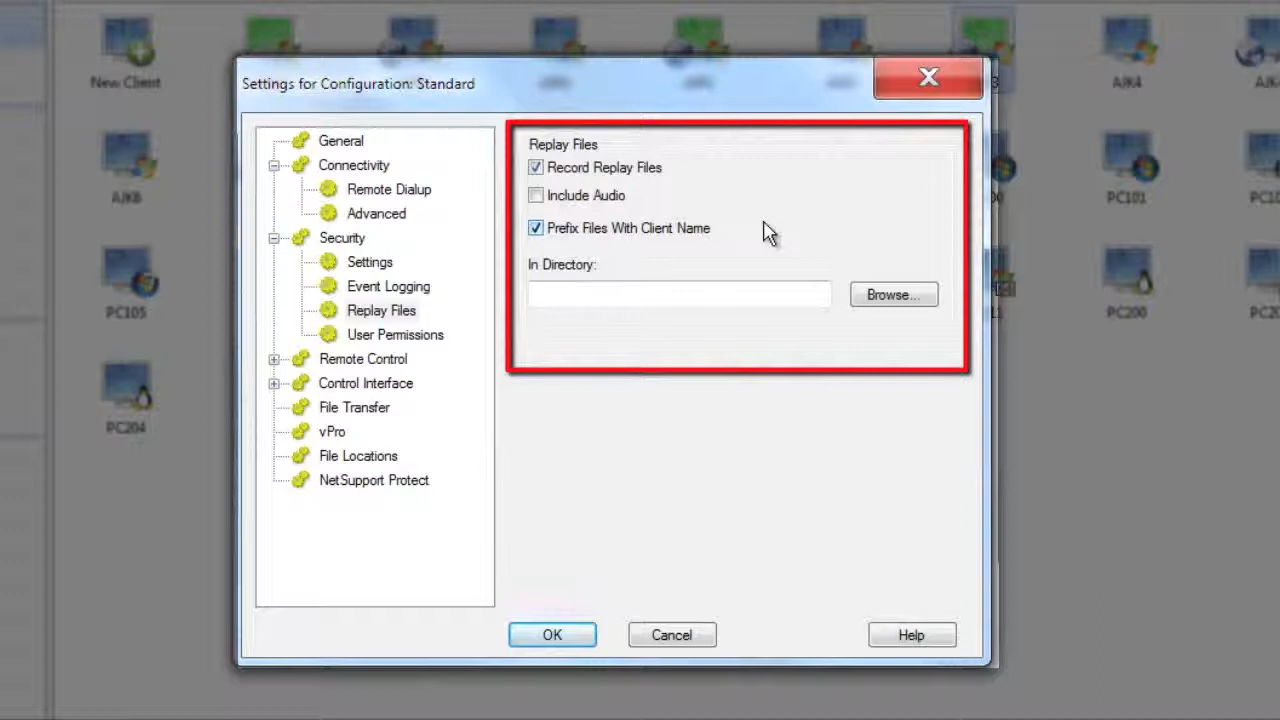 New Client
AJK4
AJK6
PC101
PC105
PC200
PC204
Settings for Configuration: Standard
General
Connectivity
Remote Dialup
Advanced
Security
Settings
Event Logging
Replay Files
User Permissions
Remote Control
Control Interface
File Transfer
vPro
File Locations
NetSupport Protect
Replay Files
Record Replay Files
Include Audio
Prefix Files With Client Name
In Directory:
Browse...
OK
Cancel
Help